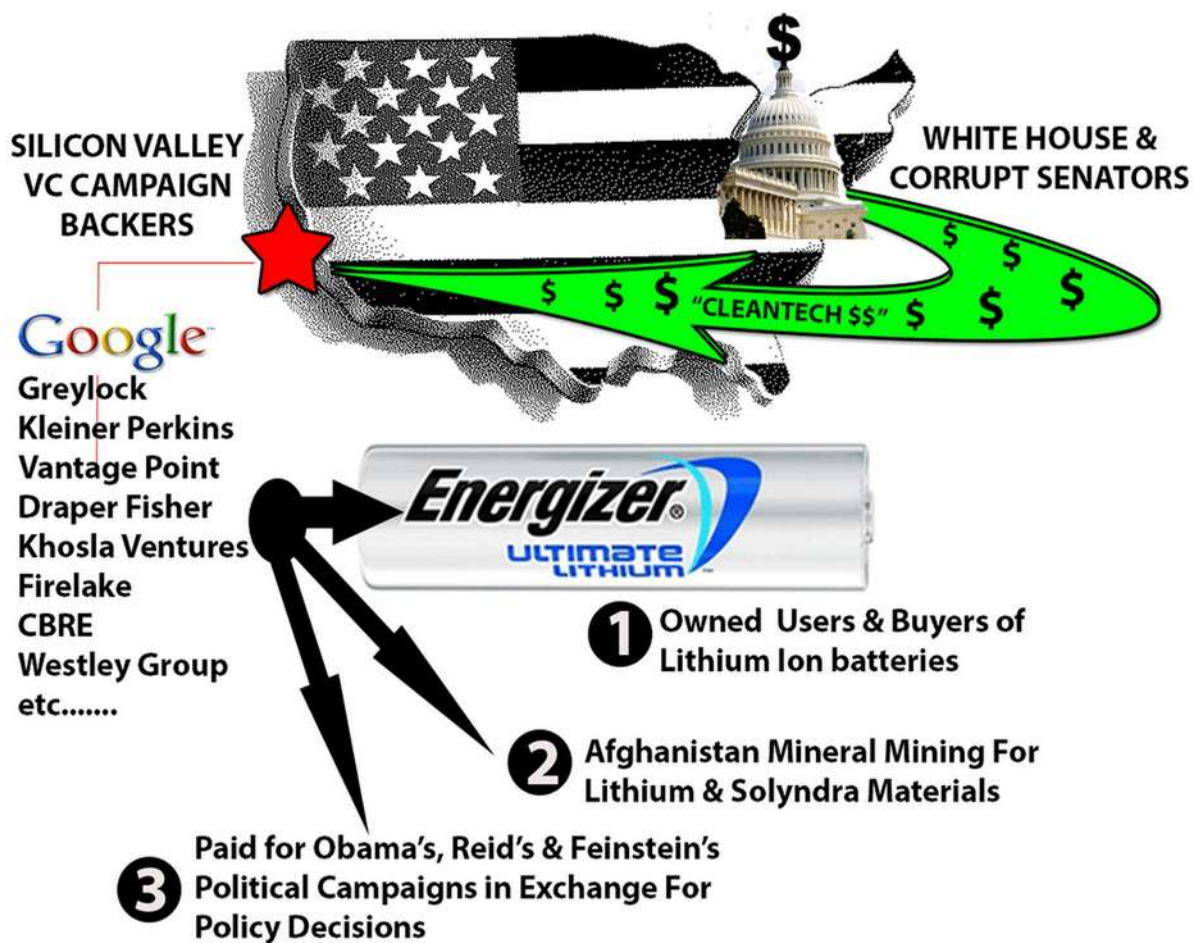 $
SILICON VALLEY
VC CAMPAIGN
BACKERS
WHITE HOUSE &
CORRUPT SENATORS
$ $ $ "CLEANTECH $$" $ $ $ $ $
Google™
Greylock
Kleiner Perkins
Vantage Point
Draper Fisher
Khosla Ventures
Firelake
CBRE
Westley Group
etc.......
Energizer®
ULTIMATE
LITHIUM™
1 Owned Users & Buyers of
Lithium Ion batteries
2 Afghanistan Mineral Mining For
Lithium & Solyndra Materials
3 Paid for Obama's, Reid's & Feinstein's
Political Campaigns in Exchange For
Policy Decisions